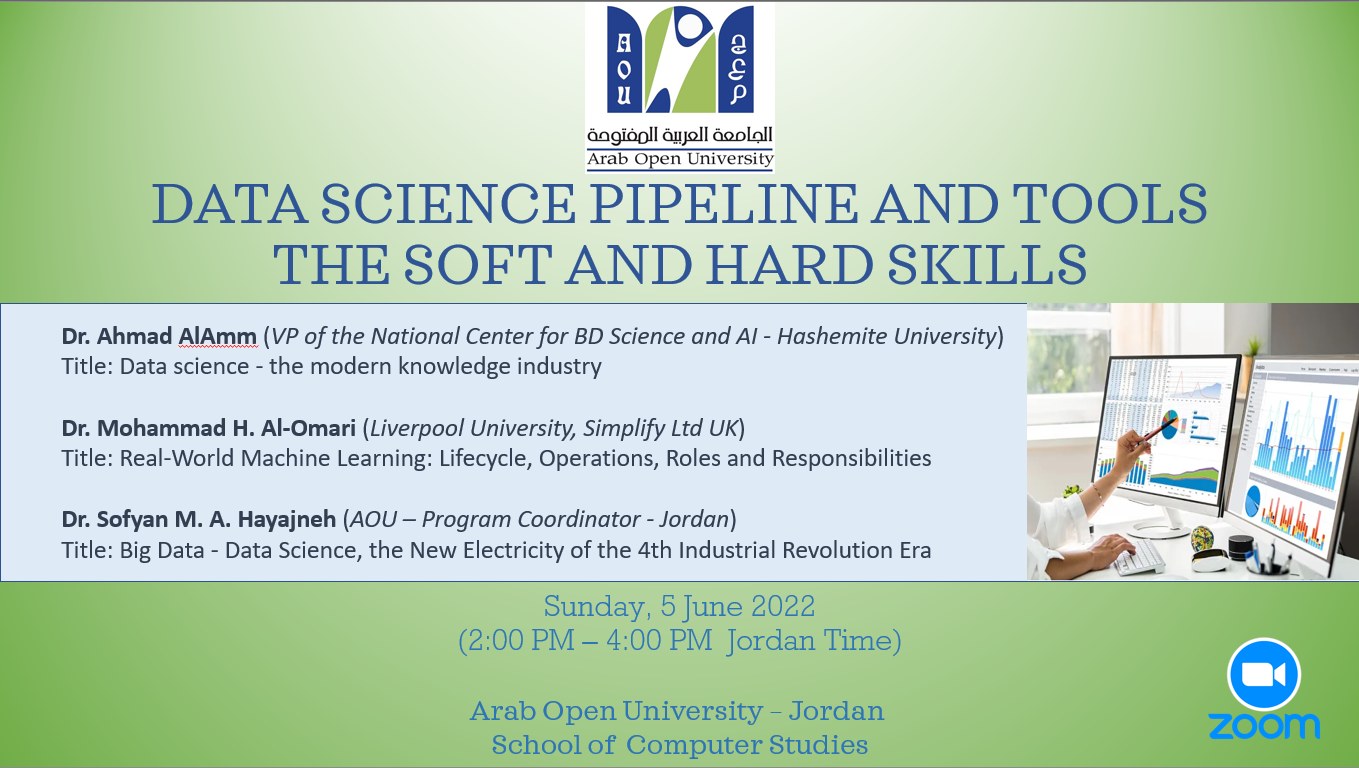 AOU
الجامعة العربية المفتوحة
Arab Open University
DATA SCIENCE PIPELINE AND TOOLS
THE SOFT AND HARD SKILLS
Dr. Ahmad AlAmm (VP of the National Center for BD Science and AI - Hashemite University)
Title: Data science - the modern knowledge industry
Dr. Mohammad H. Al-Omari (Liverpool University, Simplify Ltd UK)
Title: Real-World Machine Learning: Lifecycle, Operations, Roles and Responsibilities
Dr. Sofyan M. A. Hayajneh (AOU – Program Coordinator - Jordan)
Title: Big Data - Data Science, the New Electricity of the 4th Industrial Revolution Era
Sunday, 5 June 2022
(2:00 PM – 4:00 PM Jordan Time)
Arab Open University – Jordan
School of Computer Studies
zoom